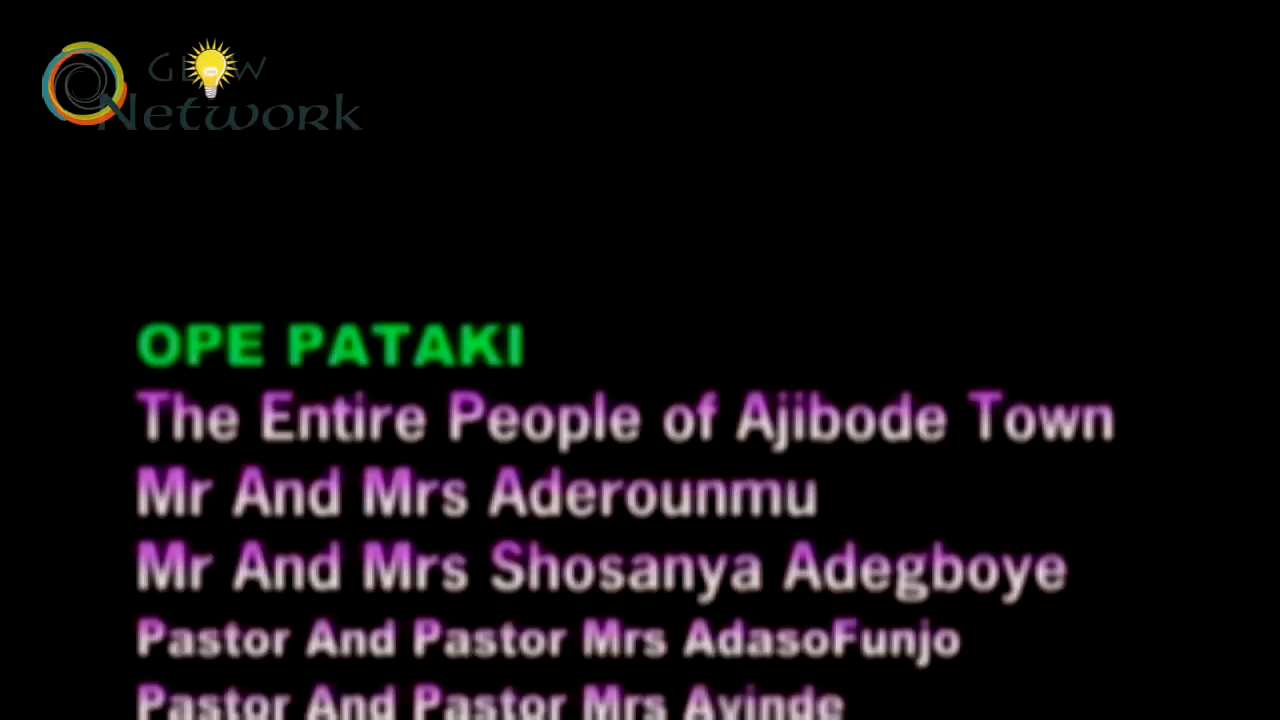 GLOW
Network
OPE PATAKI
The Entire People of Ajibode Town
Mr And Mrs Aderounmu
Mr And Mrs Shosanya Adegboye
Pastor And Pastor Mrs AdasoFunjo
Pastor And Pastor Mrs Ayinde